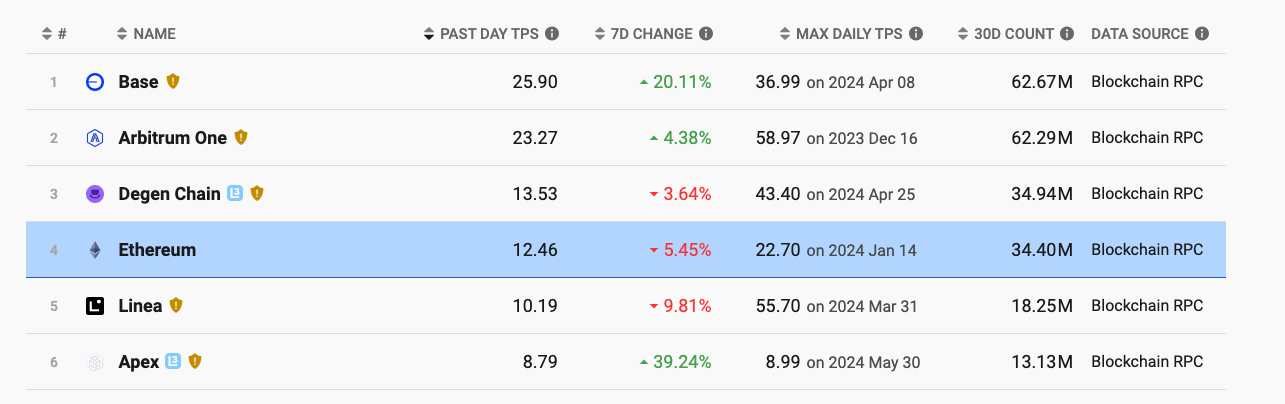 # NAME PAST DAY TPS 7D CHANGE MAX DAILY TPS 30D COUNT DATA SOURCE
1 Base 25.90 20.11% 36.99 on 2024 Apr 08 62.67M Blockchain RPC
2 Arbitrum One 23.27 4.38% 58.97 on 2023 Dec 16 62.29M Blockchain RPC
3 Degen Chain L3 13.53 3.64% 43.40 on 2024 Apr 25 34.94M Blockchain RPC
4 Ethereum 12.46 5.45% 22.70 on 2024 Jan 14 34.40M Blockchain RPC
5 Linea 10.19 9.81% 55.70 on 2024 Mar 31 18.25M Blockchain RPC
6 Apex L3 8.79 39.24% 8.99 on 2024 May 30 13.13M Blockchain RPC